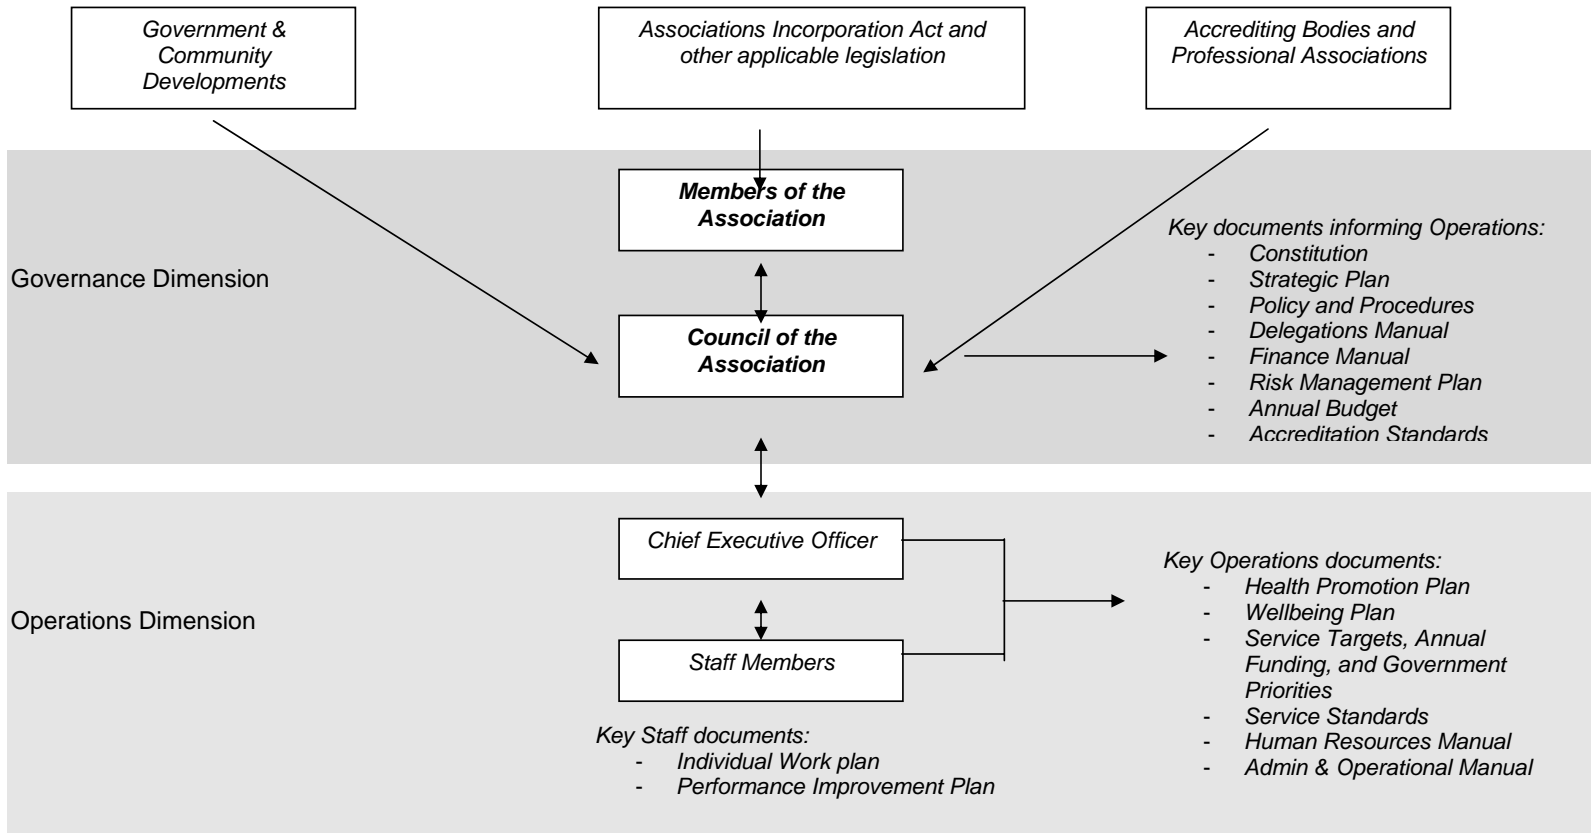 Government &
Community
Developments
Associations Incorporation Act and
other applicable legislation
Accrediting Bodies and
Professional Associations
Members of the
Association
Governance Dimension
Council of the
Association
Key documents informing Operations:
- Constitution
- Strategic Plan
- Policy and Procedures
- Delegations Manual
- Finance Manual
- Risk Management Plan
- Annual Budget
- Accreditation Standards
Chief Executive Officer
Operations Dimension
Staff Members
Key Operations documents:
- Health Promotion Plan
- Wellbeing Plan
- Service Targets, Annual
Funding, and Government
Priorities
- Service Standards
- Human Resources Manual
- Admin & Operational Manual
Key Staff documents:
- Individual Work plan
- Performance Improvement Plan